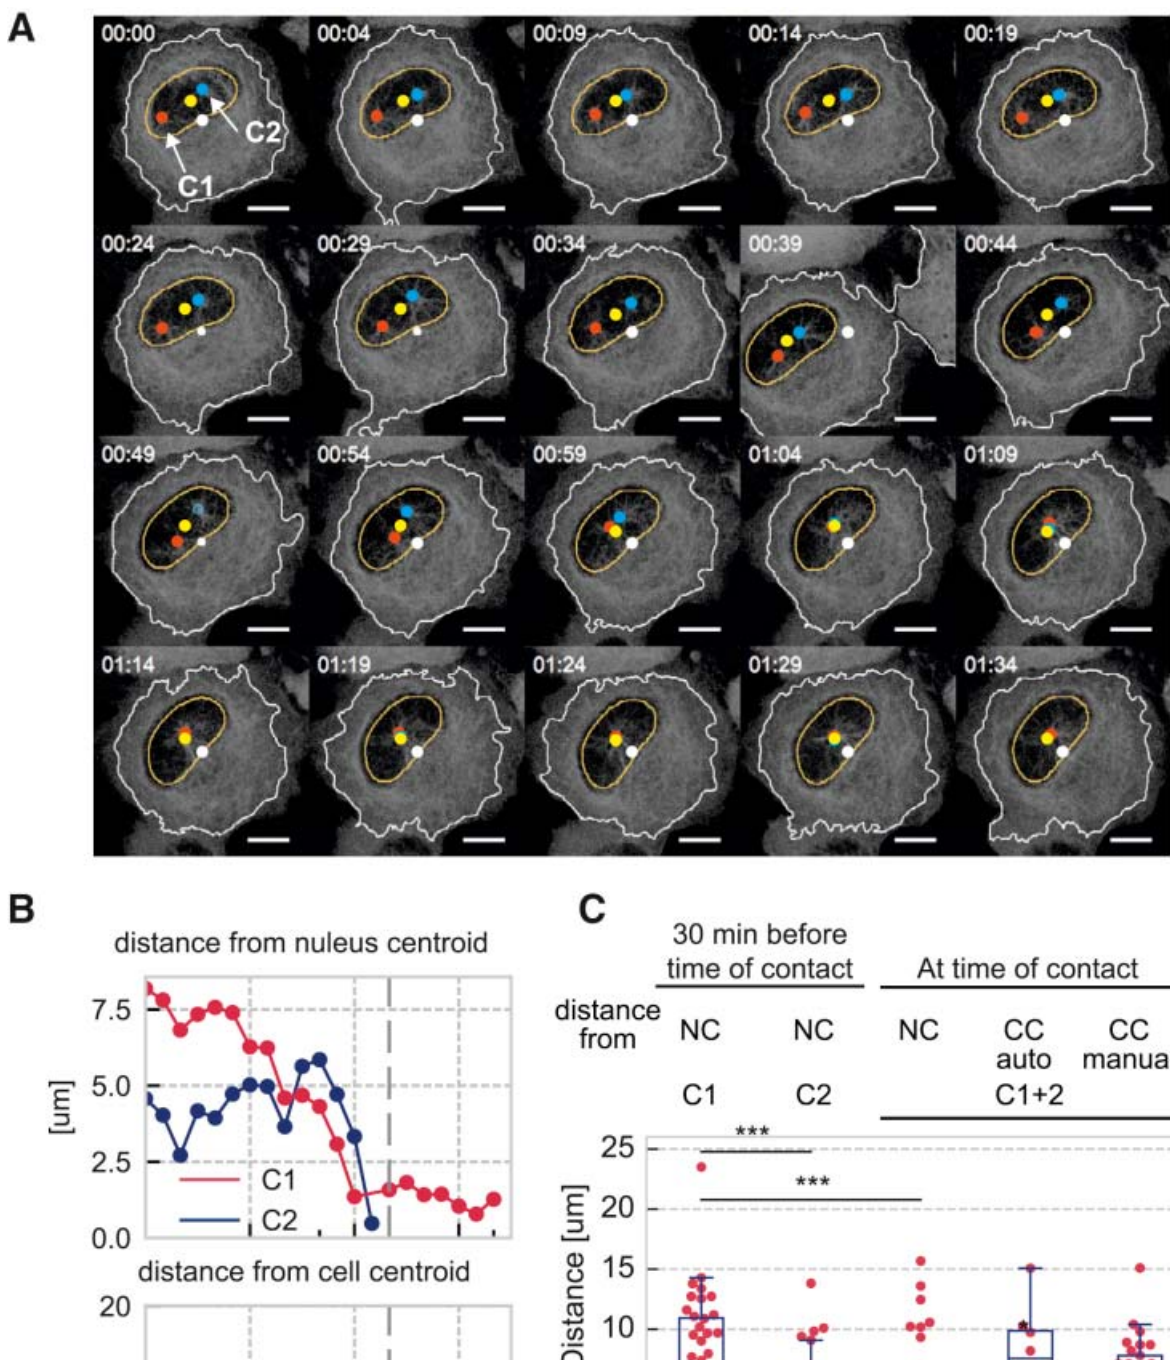 A
00:00 00:04 00:09 00:14 00:19
C2
C1
00:24 00:29 00:34 00:39 00:44
00:49 00:54 00:59 01:04 01:09
01:14 01:19 01:24 01:29 01:34
B
distance from nuleus centroid
7.5
5.0
2.5
0.0
[um]
C1
C2
distance from cell centroid
20
C
30 min before
time of contact At time of contact
distance
from NC NC NC CC CC
auto manua
C1 C2 C1+2
***
***
25
20
15
10
Distance [um]